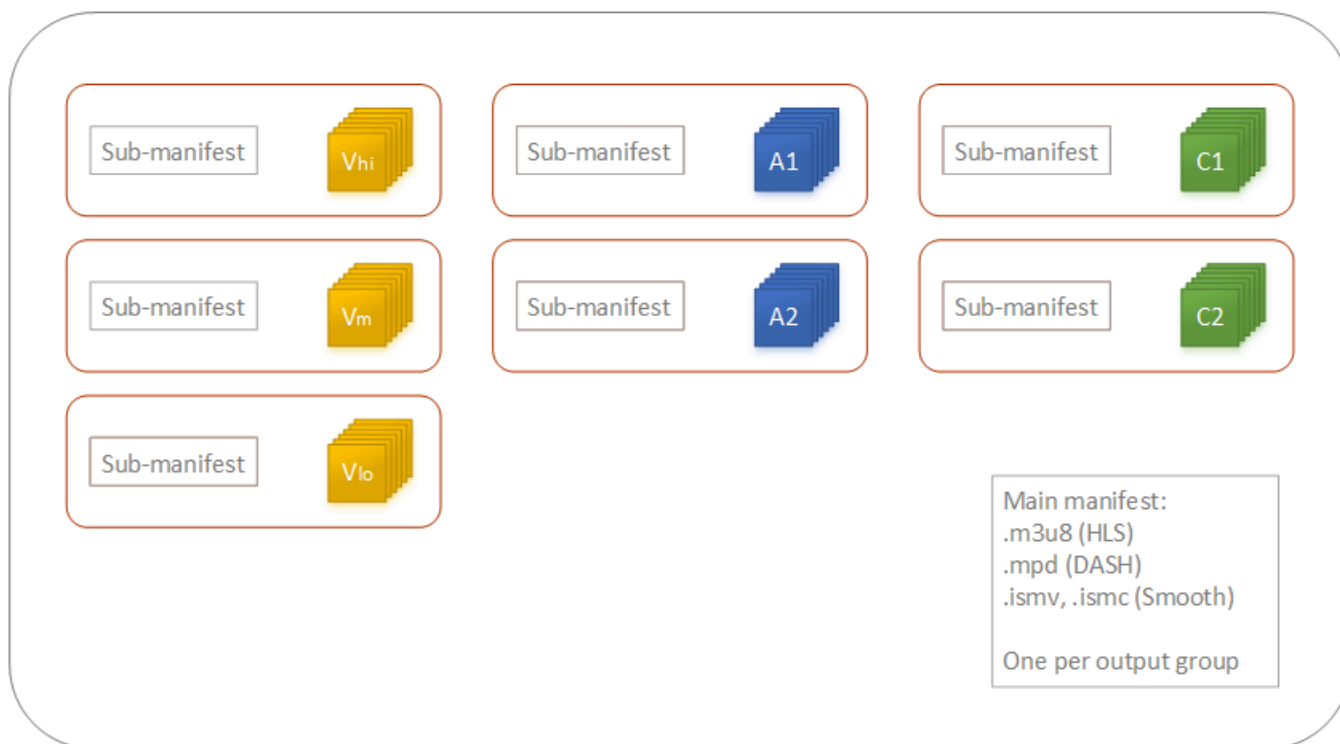 Sub-manifest
Vhi
Sub-manifest
A1
Sub-manifest
C1
Sub-manifest
Vm
Sub-manifest
A2
Sub-manifest
C2
Sub-manifest
Vlo
Main manifest:
.m3u8 (HLS)
.mpd (DASH)
.ismv, .ismc (Smooth)
One per output group